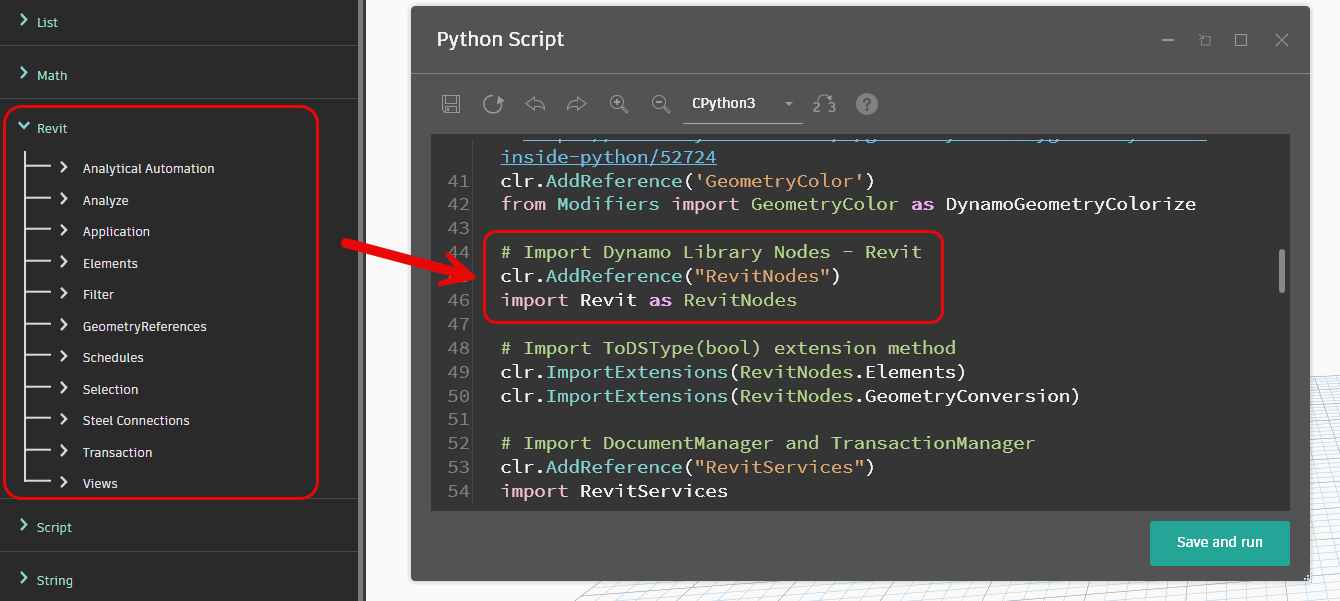 List
Math
Revit
Analytical Automation
Analyze
Application
Elements
Filter
GeometryReferences
Schedules
Selection
Steel Connections
Transaction
Views
Script
String
Python Script
CPython3
2 3
?
inside-python/52724
41 clr.AddReference('GeometryColor')
42 from Modifiers import GeometryColor as DynamoGeometryColorize
43
44 # Import Dynamo Library Nodes - Revit
clr.AddReference("RevitNodes")
46 import Revit as RevitNodes
47
48 # Import ToDSType(bool) extension method
49 clr.ImportExtensions(RevitNodes.Elements)
50 clr.ImportExtensions(RevitNodes.GeometryConversion)
51
52 # Import DocumentManager and TransactionManager
53 clr.AddReference("RevitServices")
54 import RevitServices
Save and run